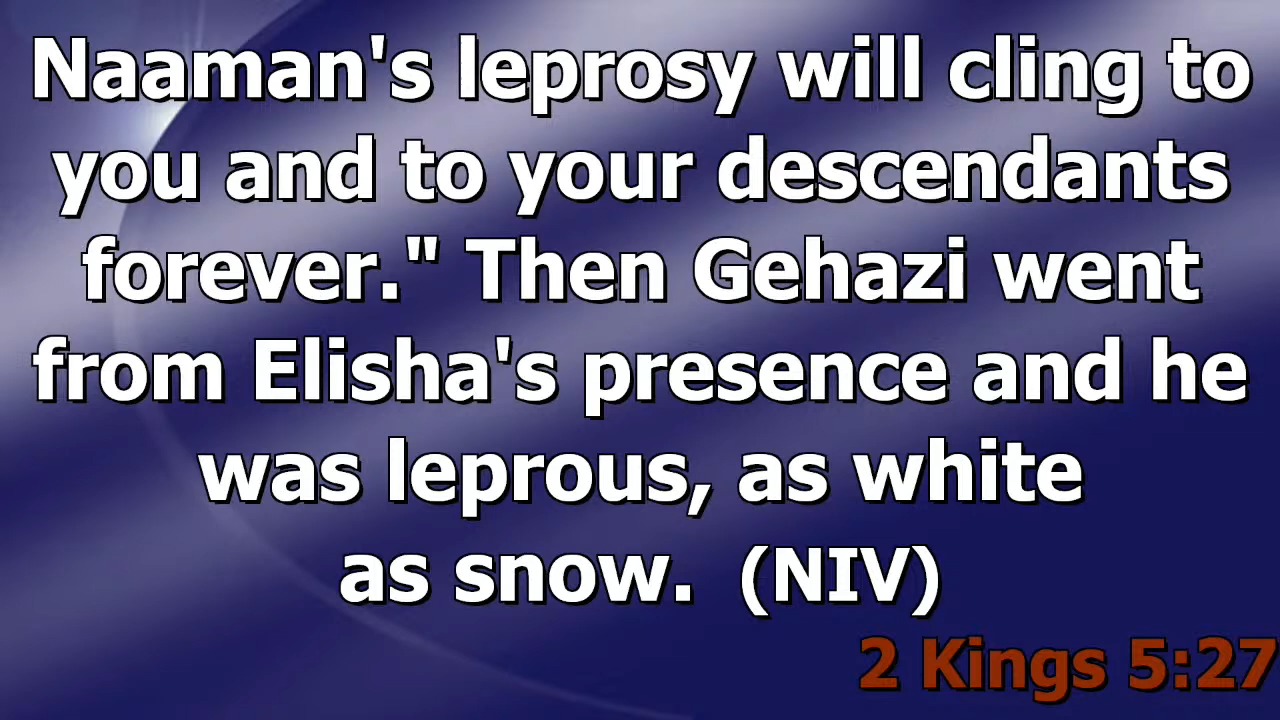 Naaman's leprosy will cling to
you and to your descendants
forever." Then Gehazi went
from Elisha's presence and he
was leprous, as white
as snow.  (NIV)
2 Kings 5:27